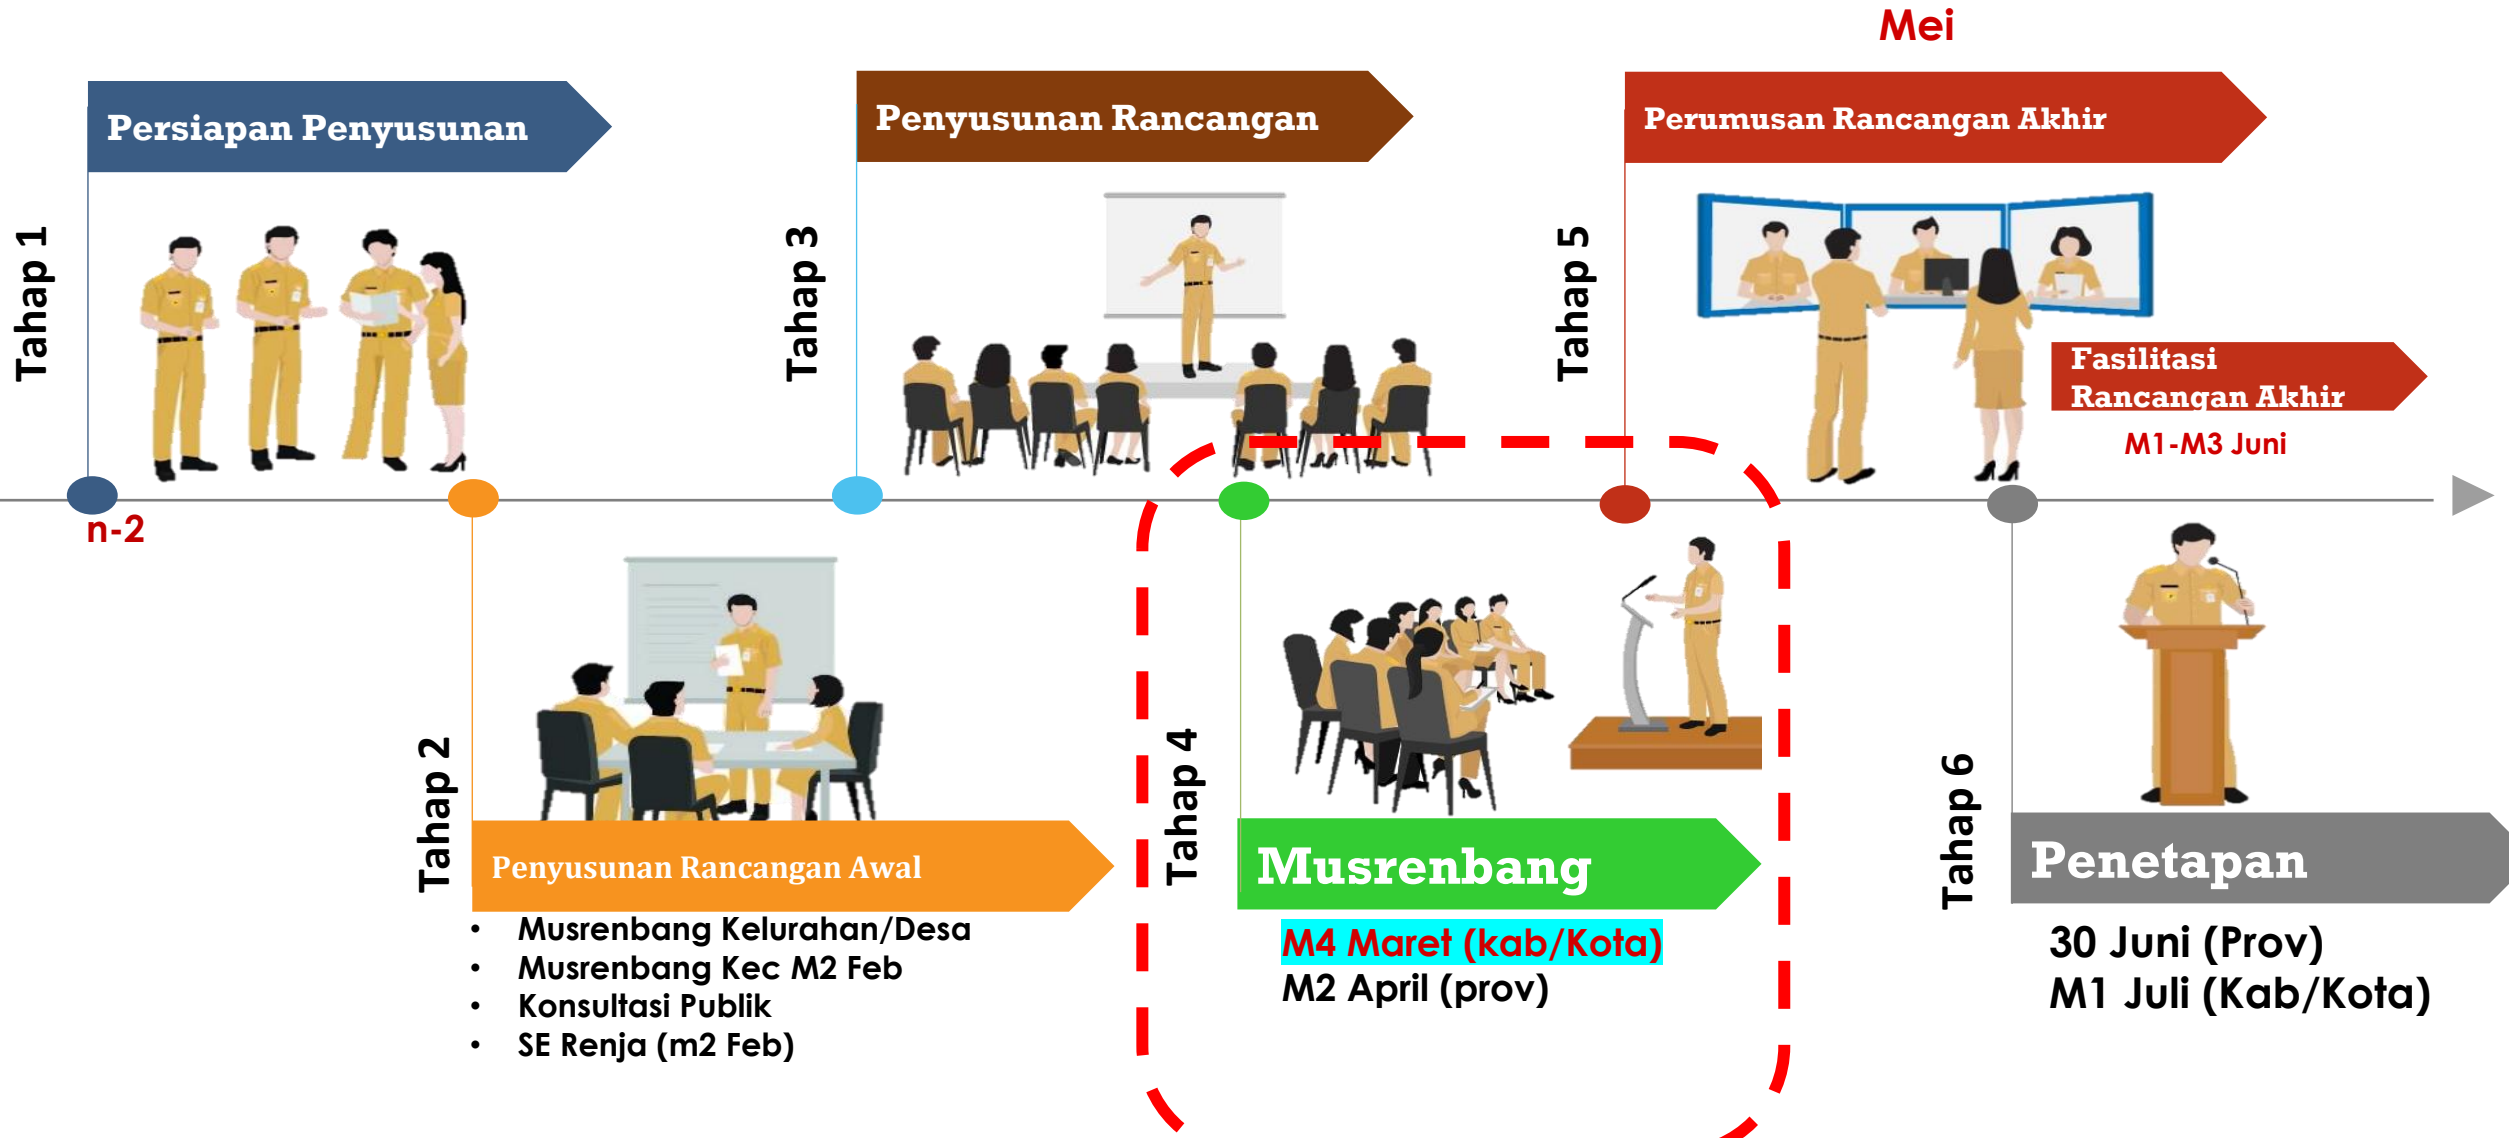 Mei
Tahap 1
Persiapan Penyusunan
n-2
Tahap 2
Penyusunan Rancangan Awal
• Musrenbang Kelurahan/Desa
• Musrenbang Kec M2 Feb
• Konsultasi Publik
• SE Renja (m2 Feb)
Tahap 3
Penyusunan Rancangan
Tahap 4
Musrenbang
M4 Maret (kab/Kota)
M2 April (prov)
Tahap 5
Perumusan Rancangan Akhir
Fasilitasi
Rancangan Akhir
M1-M3 Juni
Tahap 6
Penetapan
30 Juni (Prov)
M1 Juli (Kab/Kota)